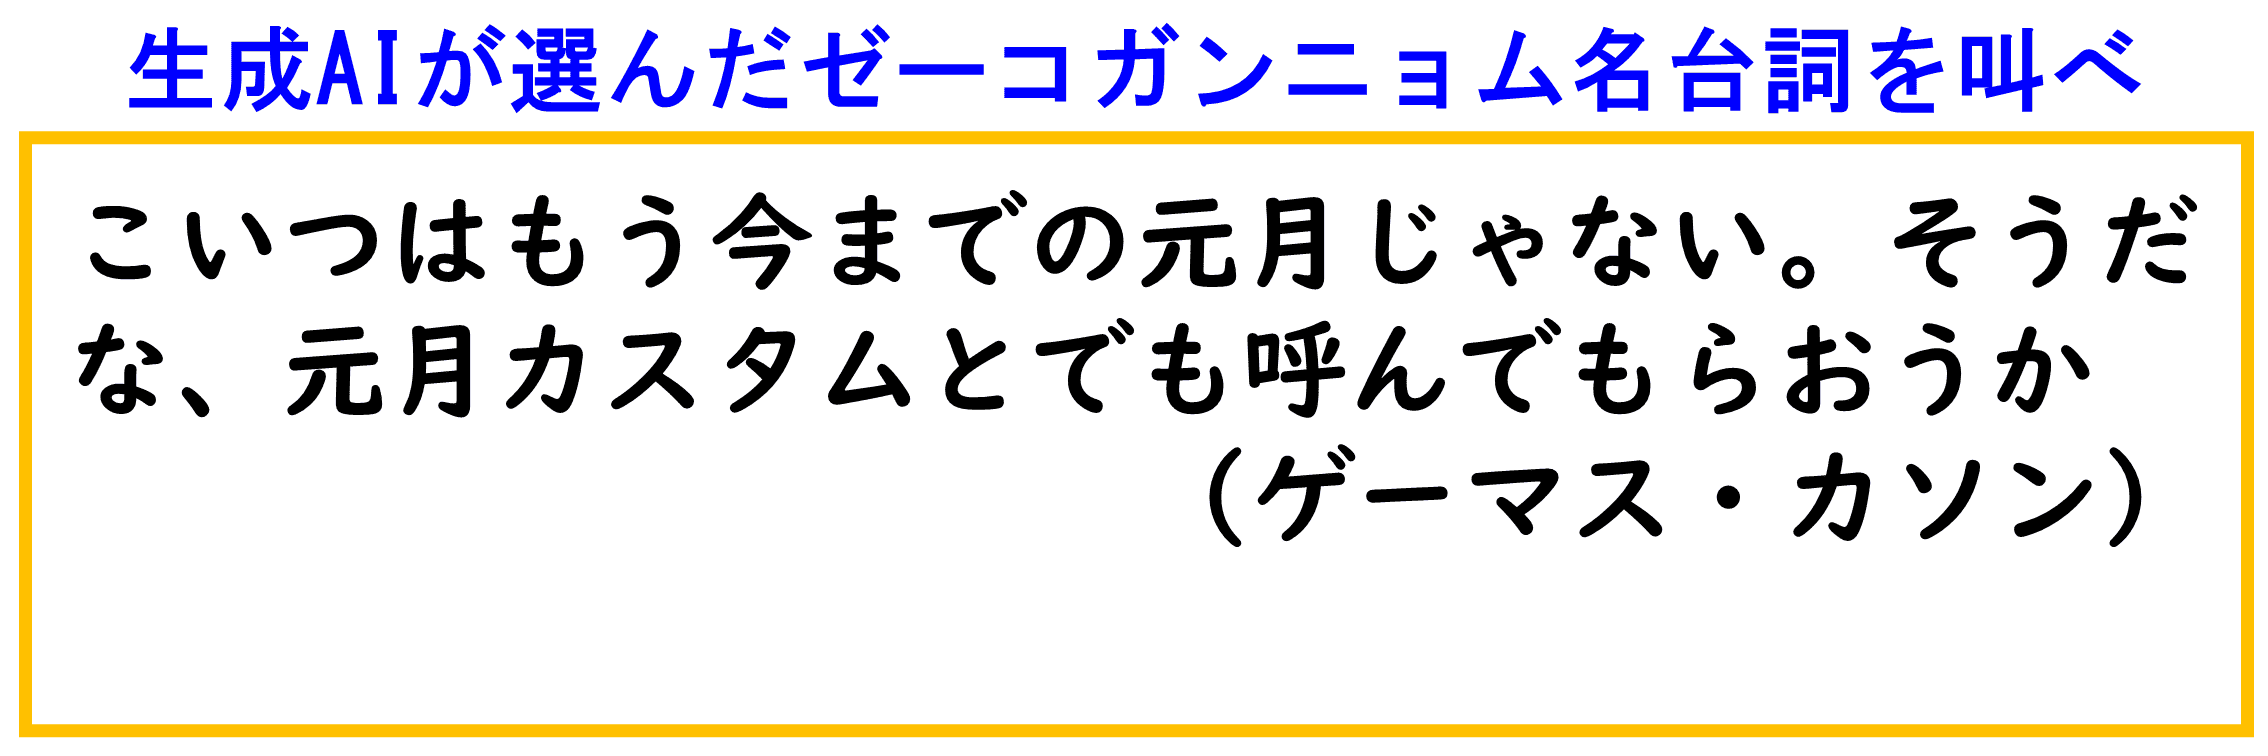 生成AIが選んだゼーコガンニョム名台詞を叫べ
こいつはもう今までの元月じゃない。そうだ
な、元月カスタムとでも呼んでもらおうか
（ゲーマス・カソン）